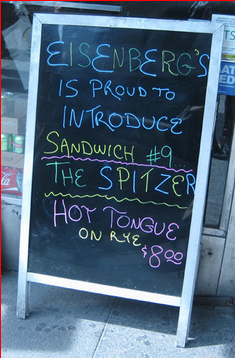 EISENBERG'S
IS PROUD TO
INTRODUCE
SANDWICH #9
THE SPITZER
HOT TONGUE
ON RYE
$8.00